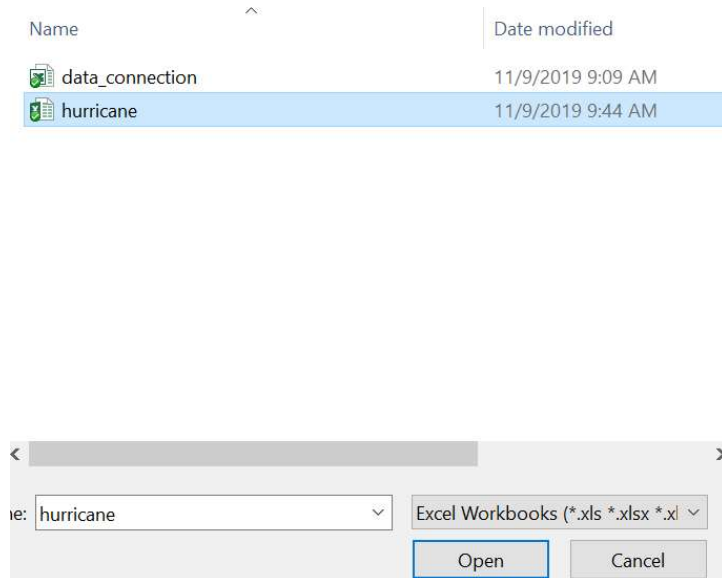 Name Date modified
data_connection 11/9/2019 9:09 AM
hurricane 11/9/2019 9:44 AM
ne: hurricane Excel Workbooks (*.xls *.xlsx *.xl
Open Cancel